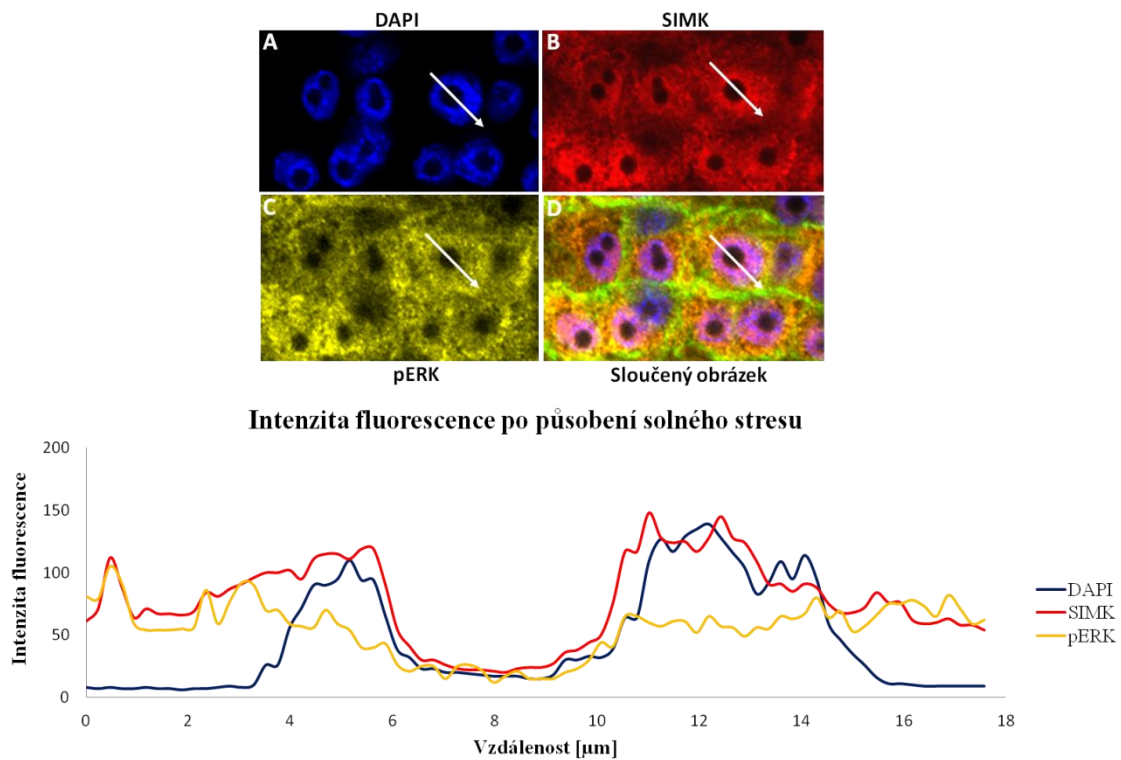 DAPI SIMK
A B
C D
pERK Sloučený obrázek
Intenzita fluorescence po působení solného stresu
200
150
100
50
0
Intenzita fluorescence
0 2 4 6 8 10 12 14 16 18
Vzdálenost [µm]
DAPI
SIMK
pERK